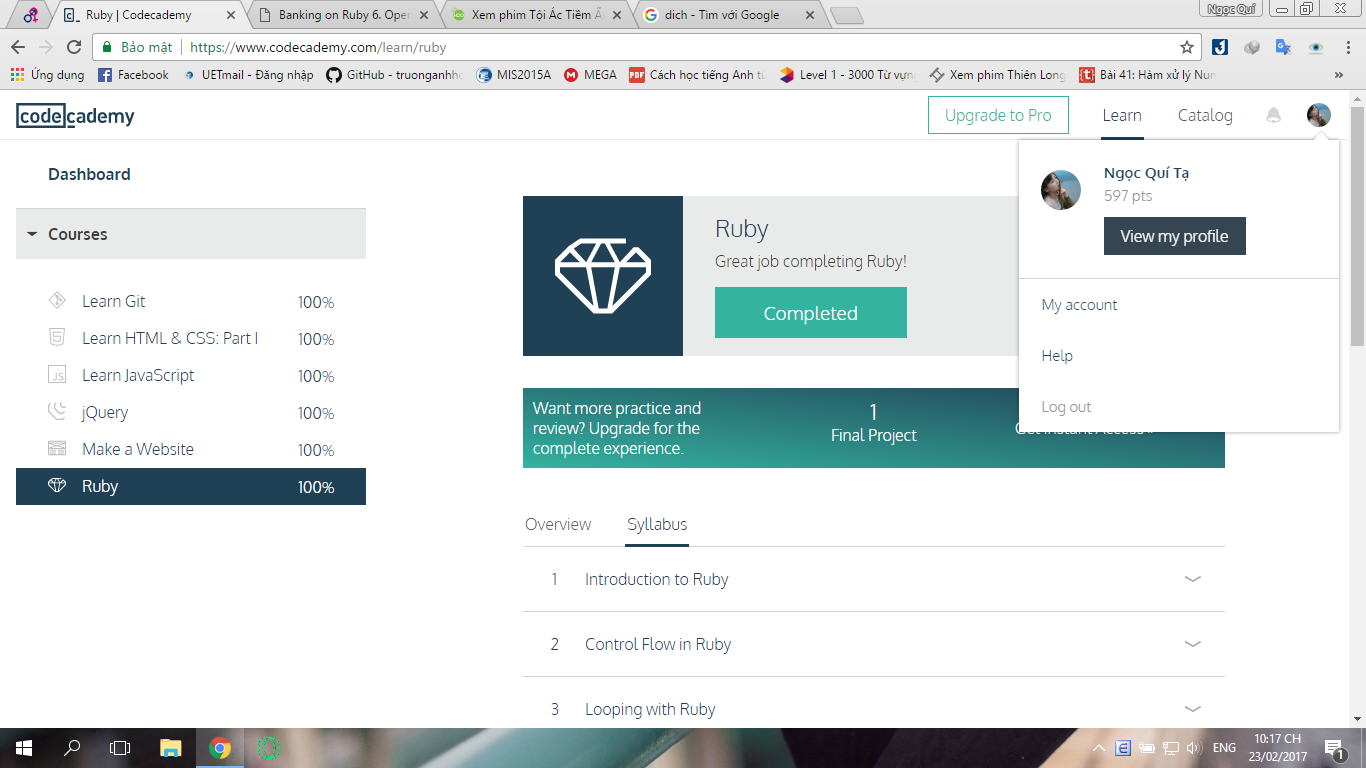 Ngọc Quí
Ruby | Codecademy
Banking on Ruby 6. Ope
Xem phim Tội Ác Tiềm
dich - Tìm với Google
Bảo mật
https://www.codecademy.com/learn/ruby
Ứng dụng
Facebook
UETmail - Đăng nhập
GitHub - truonganhh
MIS2015A
MEGA
PDF
Cách học tiếng Anh t
Level 1 - 3000 Từ vựn
Xem phim Thiên Long
Bài 41: Hàm xử lý Nu
»
codecademy
Upgrade to Pro
Learn
Catalog
Dashboard
Courses
Learn Git 100%
Learn HTML & CSS: Part I 100%
JS Learn JavaScript 100%
jQuery 100%
Make a Website 100%
Ruby 100%
Ruby
Great job completing Ruby!
Completed
Ngọc Quí Tạ
597 pts
View my profile
My account
Help
Log out
Want more practice and
review? Upgrade for the
complete experience.
1
Final Project
Get Instant Access »
Overview
Syllabus
1 Introduction to Ruby
2 Control Flow in Ruby
3 Looping with Ruby
E
ENG
10:17 CH
23/02/2017
1